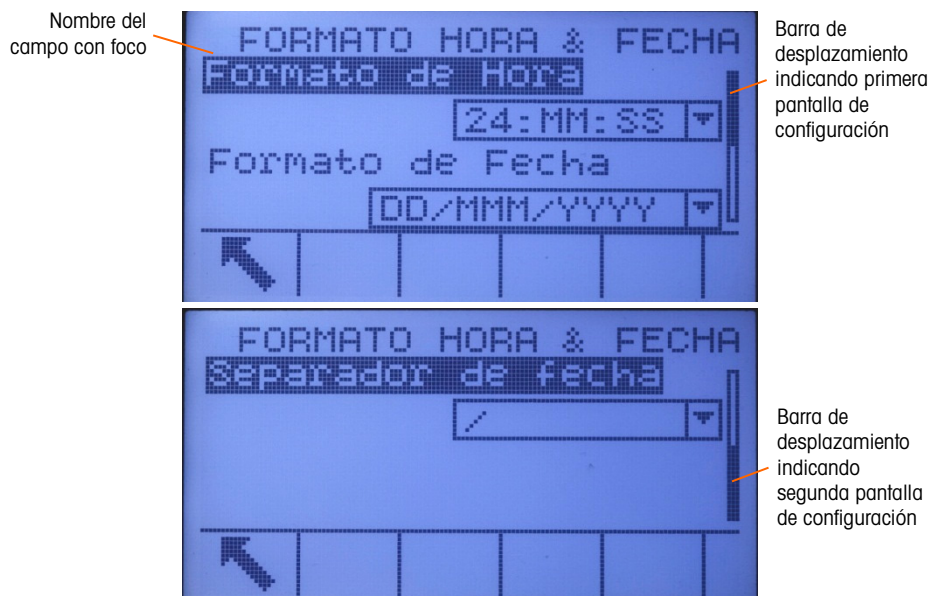 Nombre del
campo con foco
FORMATO HORA & FECHA
Formato de Hora
24:MM:SS
Formato de Fecha
DD/MMM/YYYY
Barra de
desplazamiento
indicando primera
pantalla de
configuración
FORMATO HORA & FECHA
Separador de fecha
/
Barra de
desplazamiento
indicando
segunda pantalla
de configuración